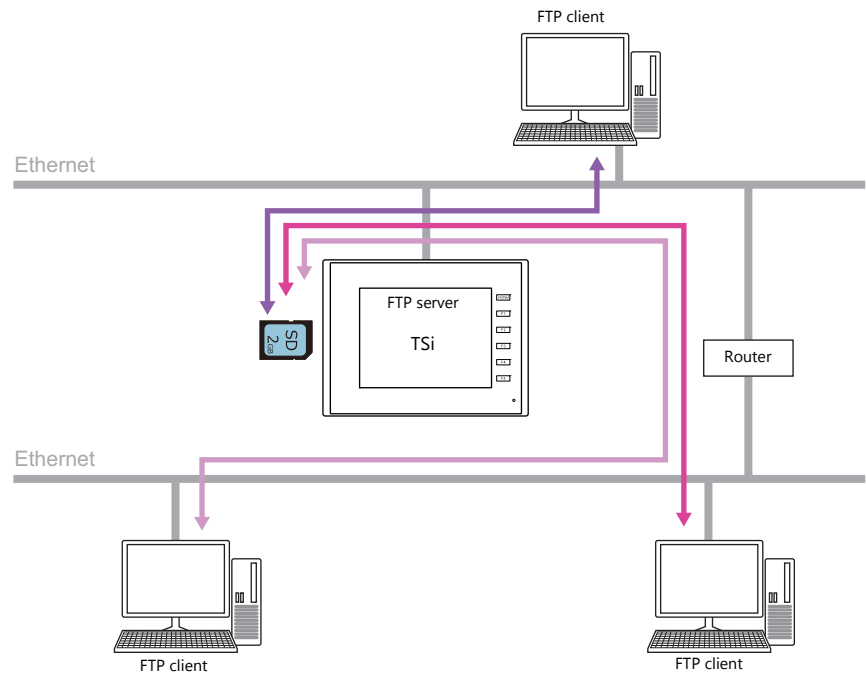 FTP client
Ethernet
FTP server
TSi
SD
2GB
Router
Ethernet
FTP client
FTP client